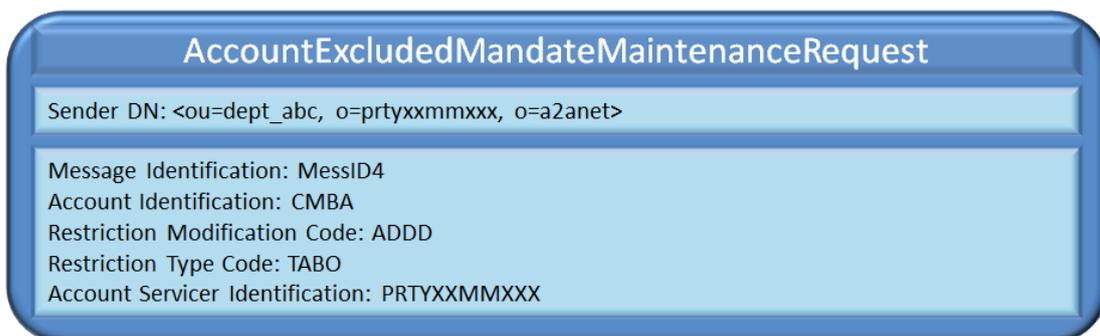 AccountExcludedMandateMaintenanceRequest
Sender DN: <ou=dept_abc, o=prtyxxmmxxx, o=a2anet>
Message Identification: MessID4
Account Identification: CMBA
Restriction Modification Code: ADDD
Restriction Type Code: TABO
Account Servicer Identification: PRTYXXMMXXX